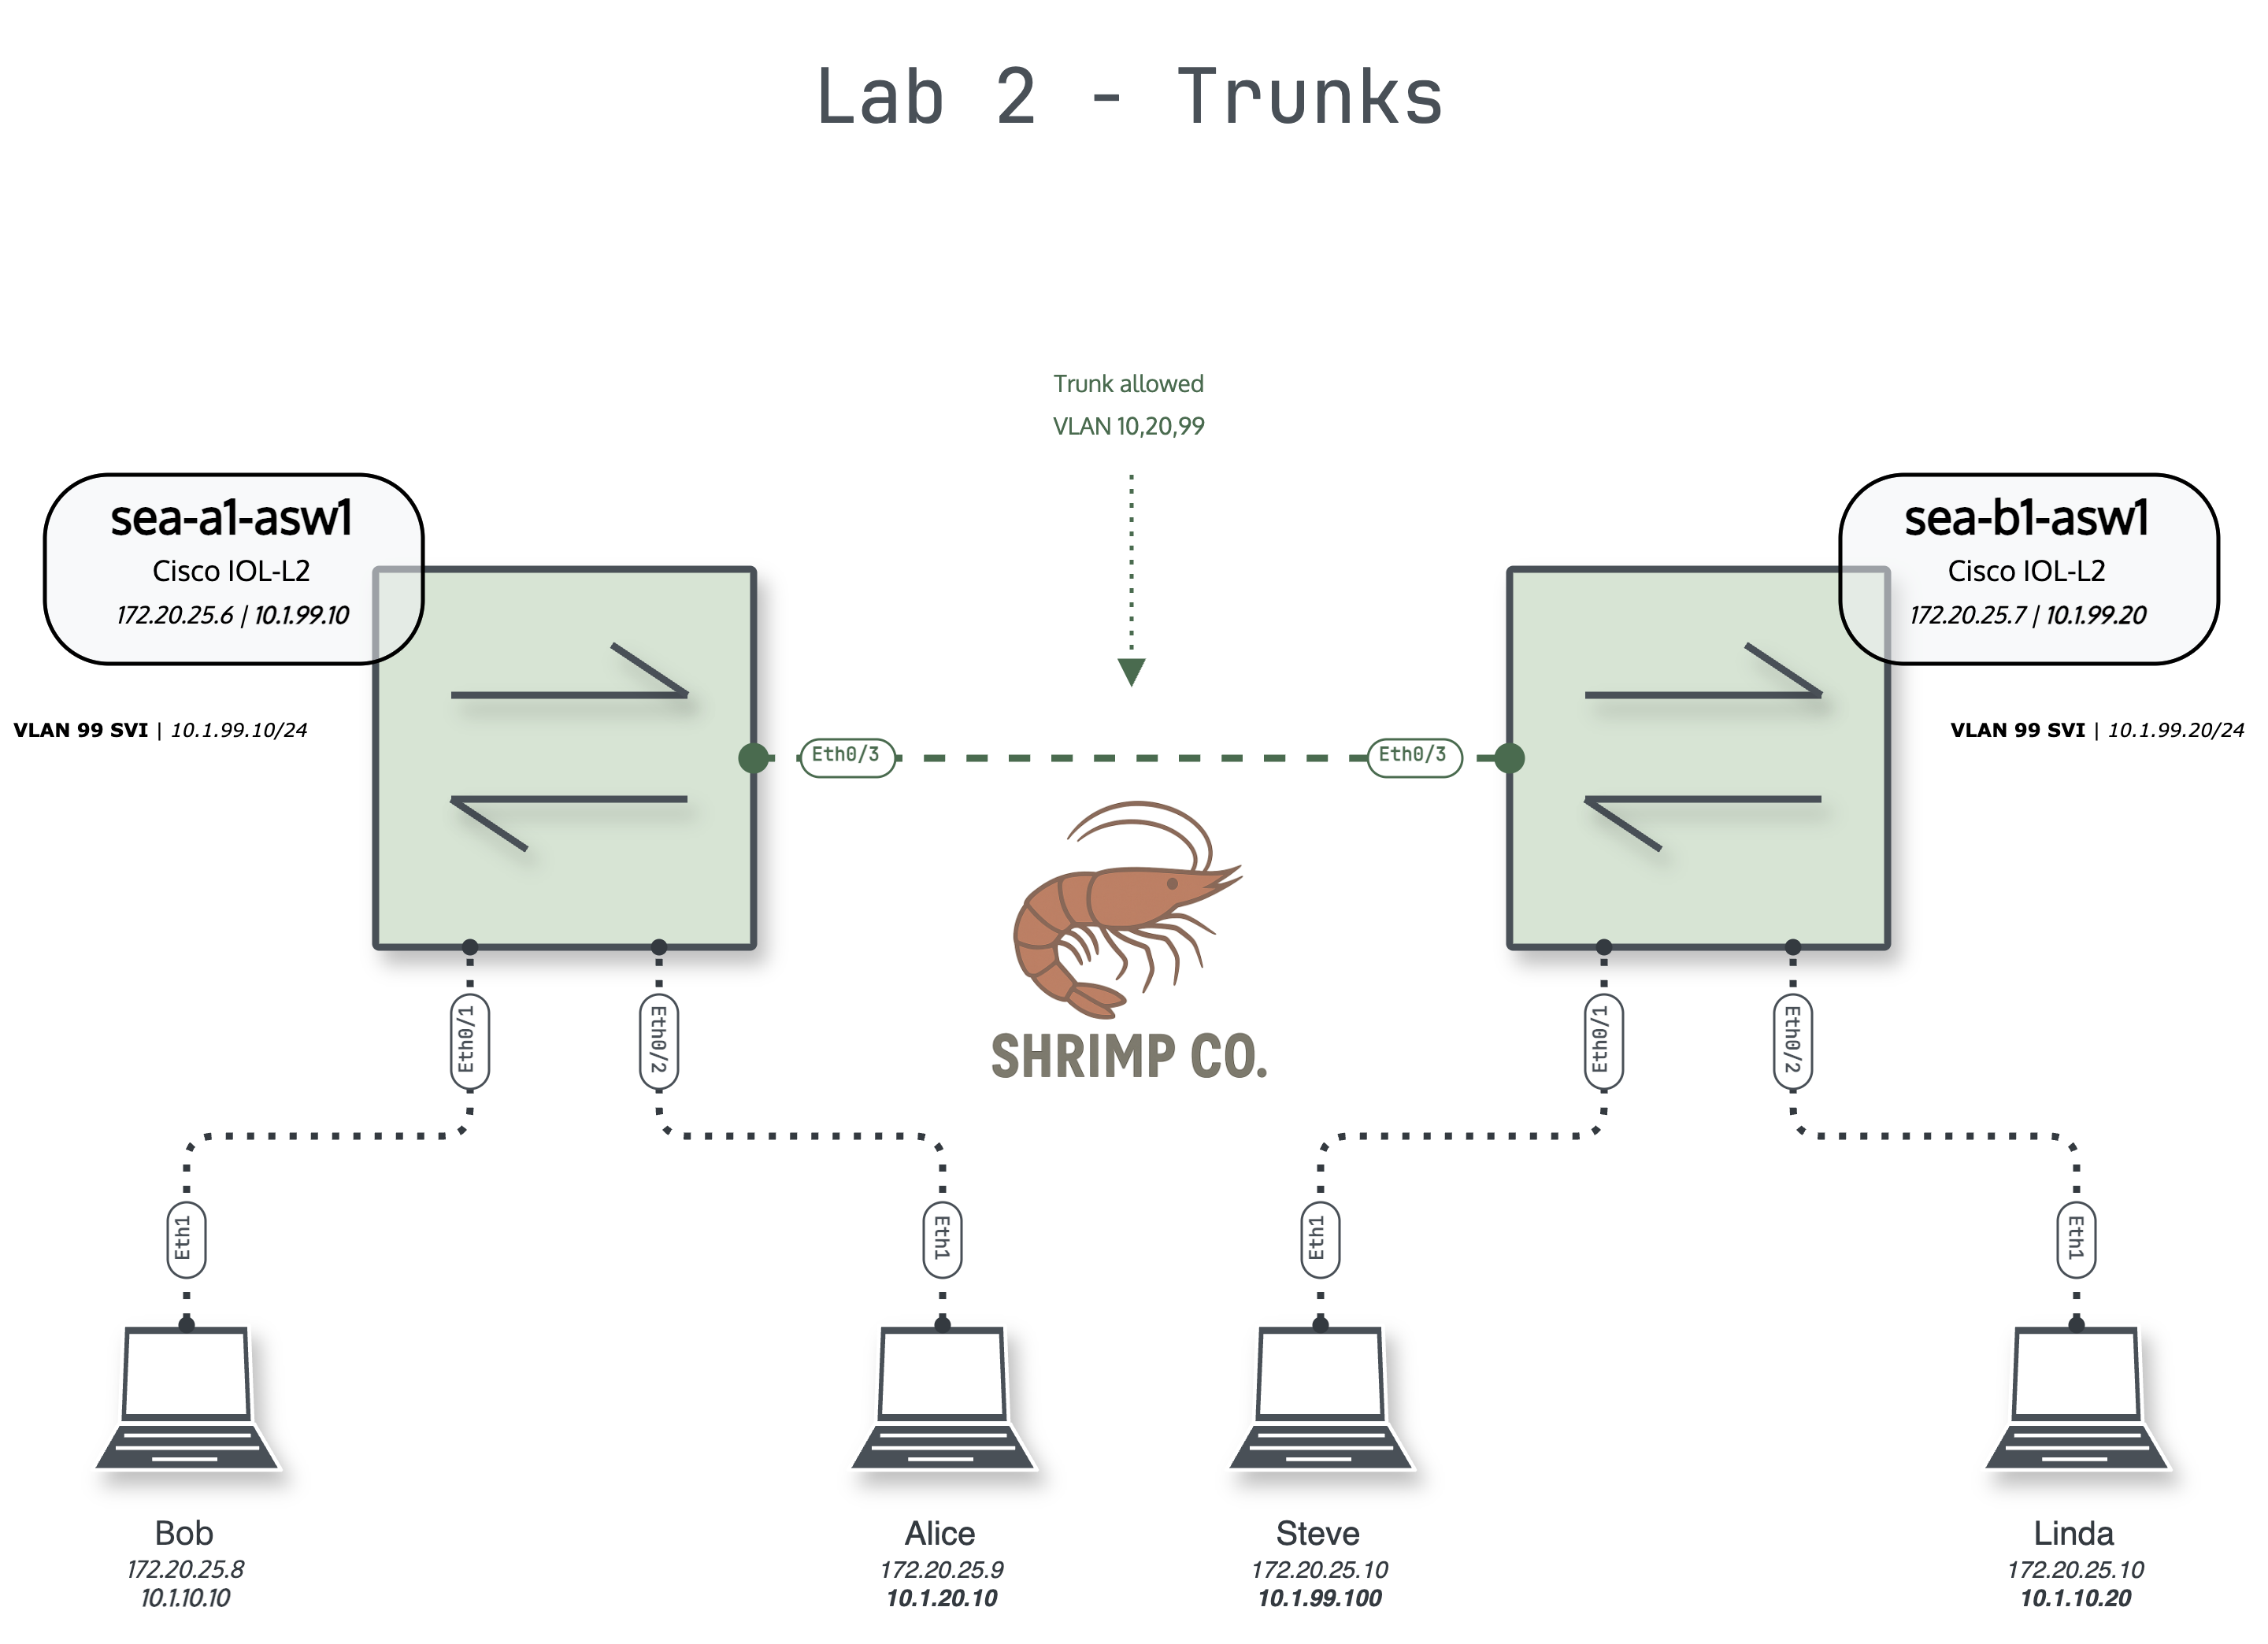 Lab 2 - Trunks
Trunk allowed
VLAN 10,20,99
sea-a1-asw1
Cisco IOL-L2
172.20.25.6 | 10.1.99.10
sea-b1-asw1
Cisco IOL-L2
172.20.25.7 | 10.1.99.20
VLAN 99 SVI | 10.1.99.10/24
VLAN 99 SVI | 10.1.99.20/24
Eth0/3
Eth0/3
SHRIMP CO.
Eth0/1
Eth0/2
Eth0/1
Eth0/2
Eth1
Eth1
Eth1
Eth1
Bob
172.20.25.8
10.1.10.10
Alice
172.20.25.9
10.1.20.10
Steve
172.20.25.10
10.1.99.100
Linda
172.20.25.10
10.1.10.20